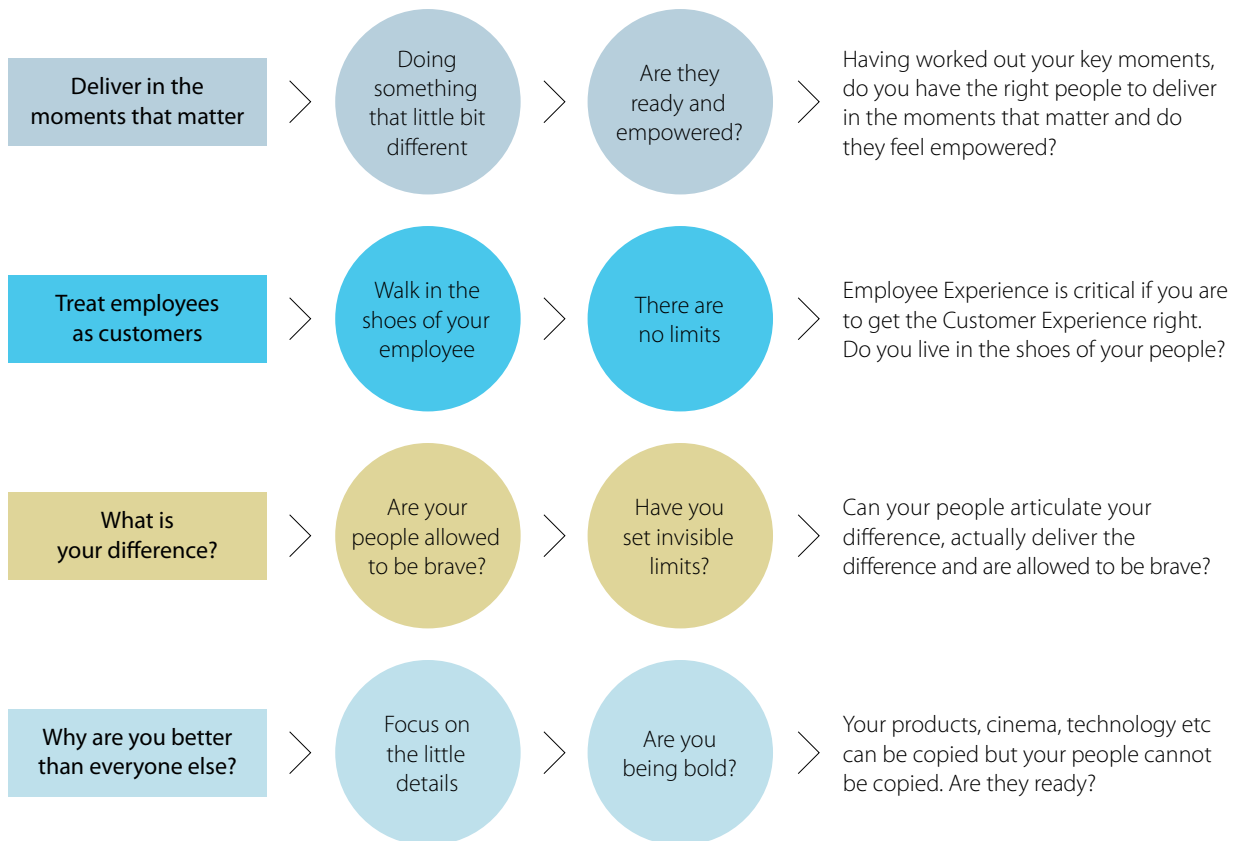 Deliver in the
moments that matter
Doing
something
that little bit
different
Are they
ready and
empowered?
Having worked out your key moments,
do you have the right people to deliver
in the moments that matter and do
they feel empowered?
Treat employees
as customers
Walk in the
shoes of your
employee
There are
no limits
Employee Experience is critical if you are
to get the Customer Experience right.
Do you live in the shoes of your people?
What is
your difference?
Are your
people allowed
to be brave?
Have you
set invisible
limits?
Can your people articulate your
difference, actually deliver the
difference and are allowed to be brave?
Why are you better
than everyone else?
Focus on
the little
details
Are you
being bold?
Your products, cinema, technology etc
can be copied but your people cannot
be copied. Are they ready?